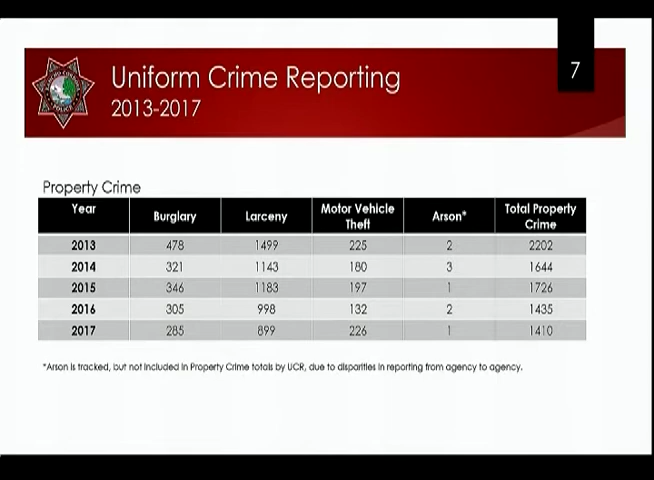 7
Uniform Crime Reporting
2013-2017
POLICE
Property Crime
Year Burglary Larceny Motor Vehicle Theft Arson* Total Property Crime
2013 478 1499 225 2 2202
2014 321 1143 180 3 1644
2015 346 1183 197 1 1726
2016 305 998 132 2 1435
2017 285 899 226 1 1410
*Arson is tracked, but not included in Property Crime totals by UCR, due to disparities in reporting from agency to agency.